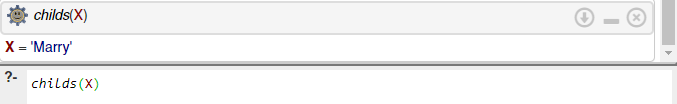 childs(X)
X = 'Marry'
?- childs(X)